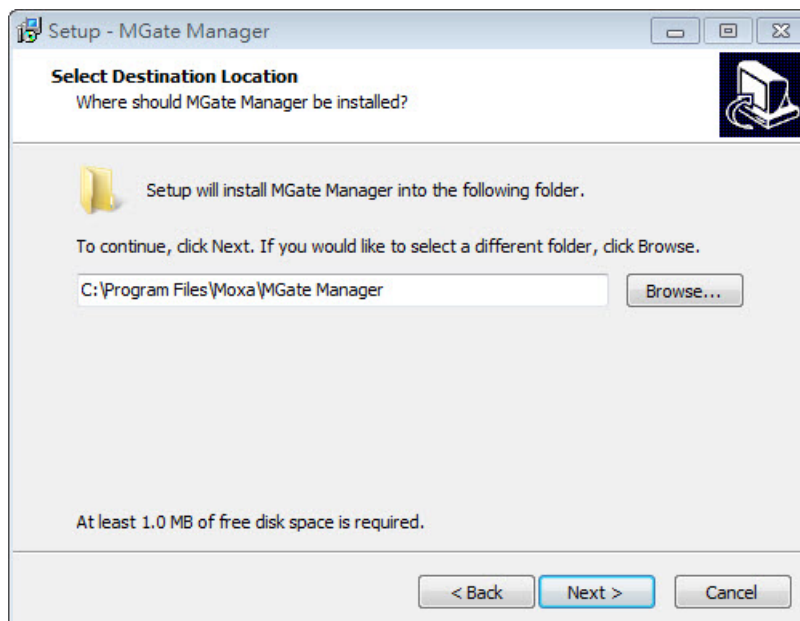 Setup - MGate Manager
Select Destination Location
Where should MGate Manager be installed?
Setup will install MGate Manager into the following folder.
To continue, click Next. If you would like to select a different folder, click Browse.
C:\Program Files\Moxa\MGate Manager
Browse...
At least 1.0 MB of free disk space is required.
< Back
Next >
Cancel